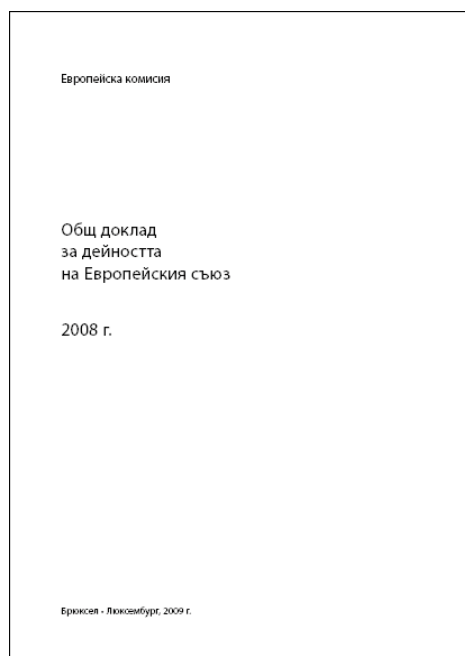 Европейска комисия
Общ доклад
за дейността
на Европейския съюз
2008 г.
Брюксел - Люксембург, 2009 г.